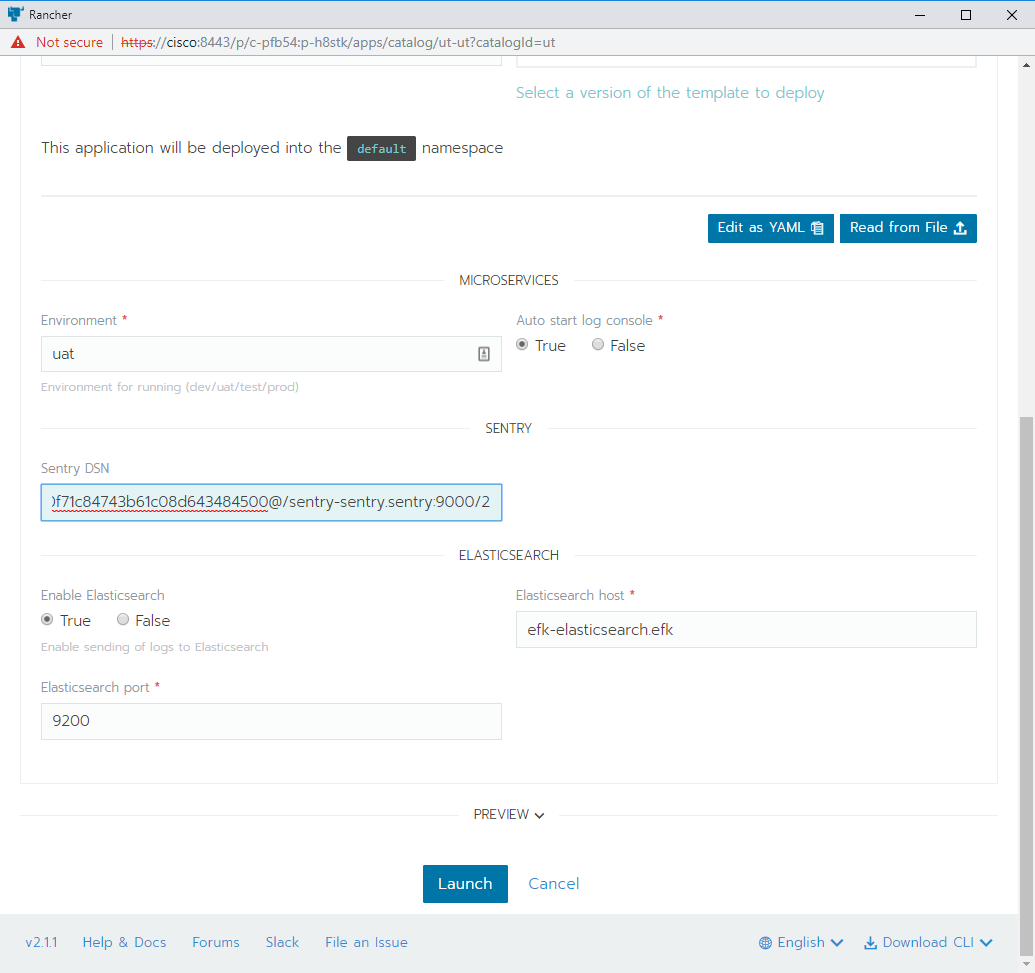 Rancher
Not secure https://cisco:8443/p/c-pfb54:p-h8stk/apps/catalog/ut-ut?catalogId=ut
Select a version of the template to deploy
This application will be deployed into the default namespace
Edit as YAML Read from File
MICROSERVICES
Environment * Auto start log console *
uat True False
Environment for running (dev/uat/test/prod)
SENTRY
Sentry DSN
f71c84743b61c08d643484500@/sentry-sentry.sentry:9000/2
ELASTICSEARCH
Enable Elasticsearch Elasticsearch host *
True False efk-elasticsearch.efk
Enable sending of logs to Elasticsearch
Elasticsearch port *
9200
PREVIEW
Launch Cancel
v2.1.1 Help & Docs Forums Slack File an Issue English Download CLI